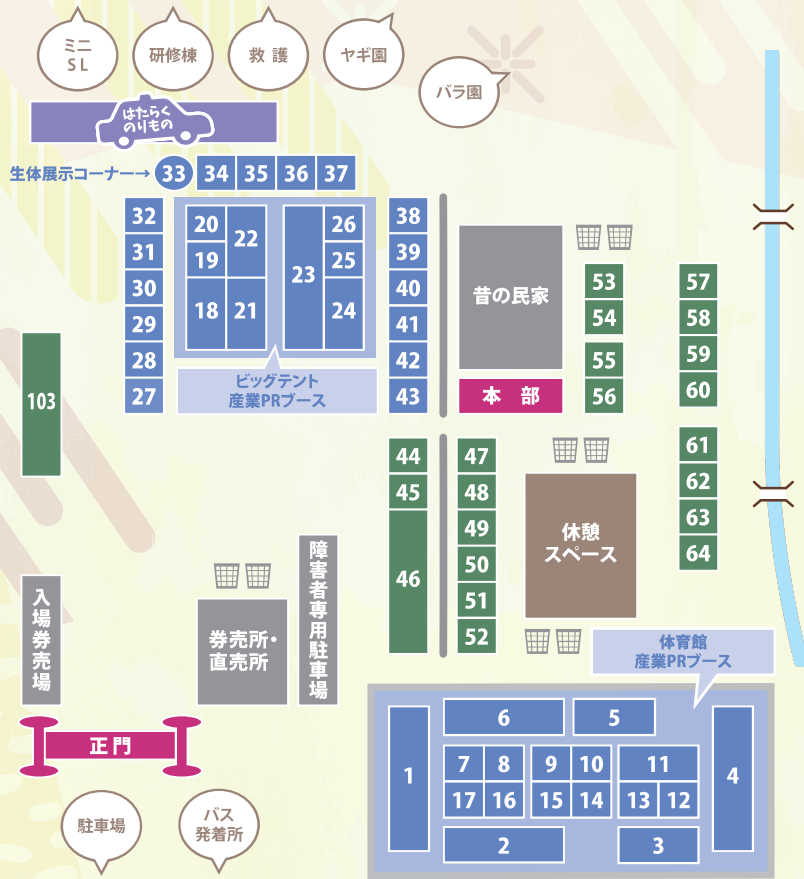 ミニ
SL
研修棟
救護
ヤギ園
バラ園
はたらく
のりもの
生体展示コーナー→
33
34
35
36
37
32
31
30
29
28
27
20
19
18
22
21
23
26
25
24
ビッグテント
産業PRブース
38
39
40
41
42
43
昔の民家
本部
53
54
55
56
57
58
59
60
103
44
45
46
47
48
49
50
51
52
休憩
スペース
61
62
63
64
入場券売場
券売所・
直売所
障害者専用駐車場
体育館
産業PRブース
正門
駐車場
バス
発着所
1
6
5
7
8
9
10
11
17
16
15
14
13
12
2
3
4